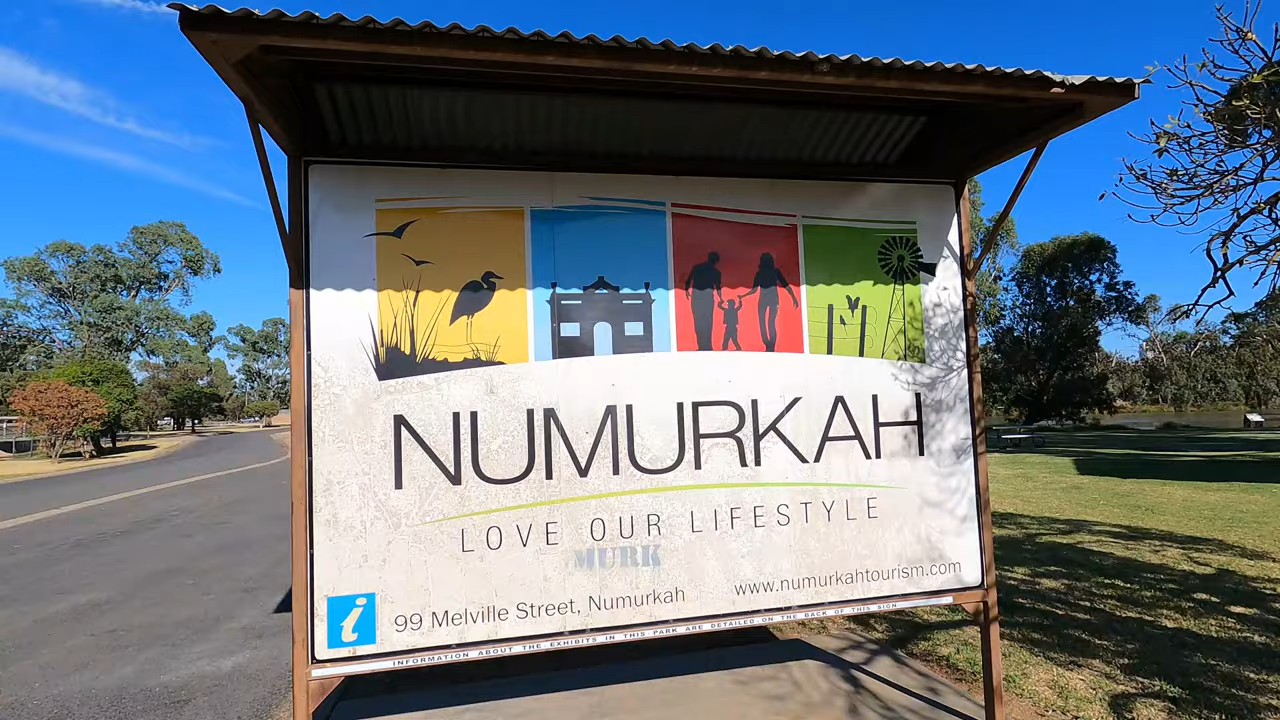 NUMURKAH
LOVE OUR LIFESTYLE
MURK
www.numurkahtourism.com
i 99 Melville Street, Numurkah
INFORMATION ABOUT THE EXHIBITS IN THIS PARK ARE DETAILED ON THE BACK OF THIS SIGN